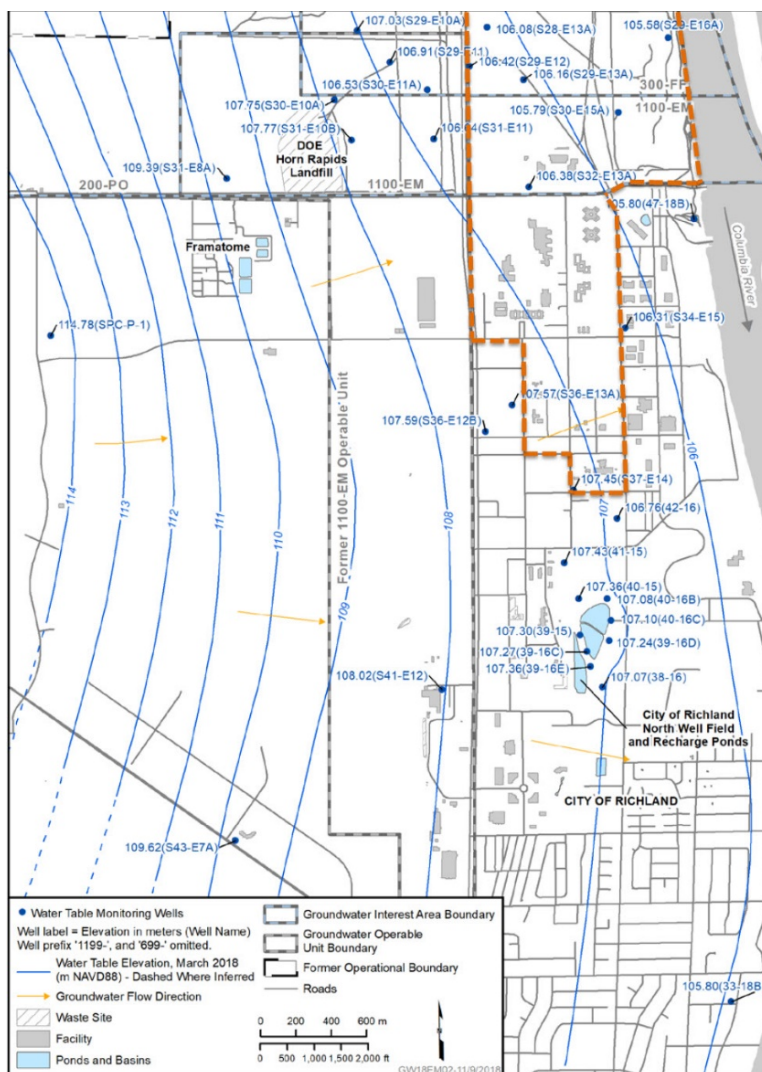 107.03(S29-E10A)
106.08(S28-E13A)
105.58(S29-E16A)
106.91(S29-E11)
106.42(S29-E12)
106.16(S29-E13A)
106.53(S30-E11A)
300-FF
107.75(S30-E10A)
105.79(S30-E15A)
1100-EM
107.77(S31-E10B)
(S31-E11)
DOE
Horn Rapids
Landfill
109.39(S31-E8A)
106.38(S32-E13A)
200-PO
1100-EM
105.80(47-18B)
Framatome
Columbia River
114.78(SPC-P-1)
106.31(S34-E15)
107.57(S36-E13A)
107.59(S36-E12B)
Former 1100-EM Operable Unit
107.45(S37-E14)
114
113
112
111
110
109
108
107
106
106.76(42-16)
107.43(41-15)
107.36(40-15)
107.08(40-16B)
107.10(40-16C)
107.30(39-15)
107.24(39-16D)
107.27(39-16C)
107.36(39-16E)
107.07(38-16)
108.02(S41-E12)
City of Richland
North Well Field
and Recharge Ponds
CITY OF RICHLAND
109.62(S43-E7A)
105.80(33-18B)
Water Table Monitoring Wells
Well label = Elevation in meters (Well Name)
Well prefix '1199-', and '699-' omitted.
Water Table Elevation, March 2018
(m NAVD88) - Dashed Where Inferred
Groundwater Flow Direction
Waste Site
Facility
Ponds and Basins
Groundwater Interest Area Boundary
Groundwater Operable
Unit Boundary
Former Operational Boundary
Roads
0 200 400 600 m
0 500 1,000 1,500 2,000 ft
GW18EM02-11/9/2018